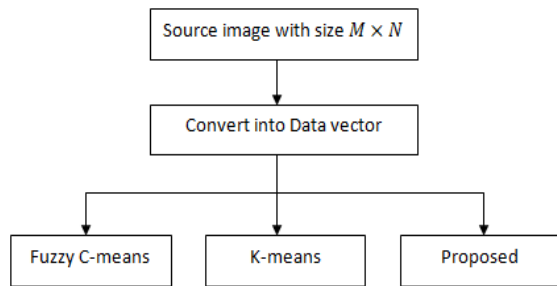 Source image with size M × N
Convert into Data vector
Fuzzy C-means
K-means
Proposed